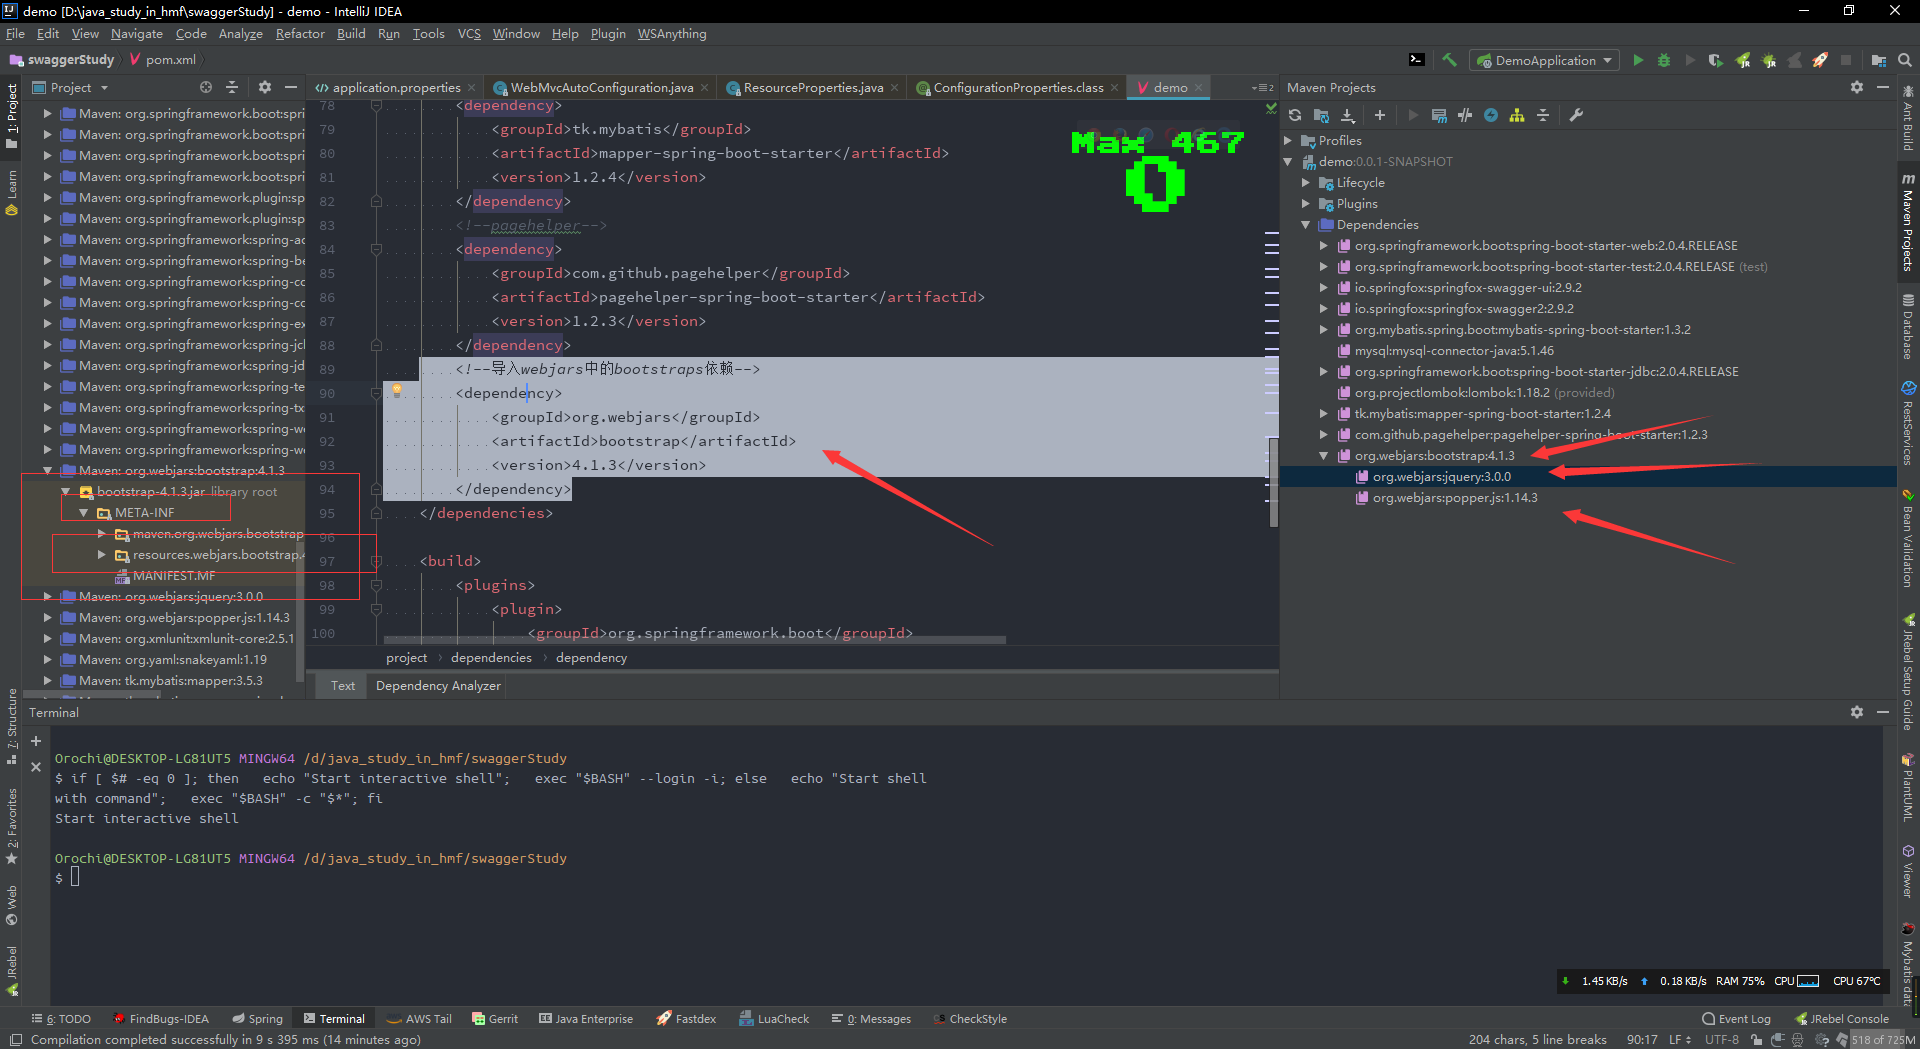 demo [D:\java_study_in_hmf\swaggerStudy] - demo - IntelliJ IDEA
File Edit View Navigate Code Analyze Refactor Build Run Tools VCS Window Help Plugin WSAnything
swaggerStudy pom.xml
DemoApplication
1: Project
Learn
7: Structure
2: Favorites
Web
JRebel
Project
Maven: org.springframework.boot:spri
Maven: org.springframework.boot:spri
Maven: org.springframework.boot:spri
Maven: org.springframework.boot:spri
Maven: org.springframework.plugin:sp
Maven: org.springframework.plugin:sp
Maven: org.springframework:spring-ac
Maven: org.springframework:spring-be
Maven: org.springframework:spring-cc
Maven: org.springframework:spring-cc
Maven: org.springframework:spring-ex
Maven: org.springframework:spring-jcl
Maven: org.springframework:spring-jd
Maven: org.springframework:spring-te
Maven: org.springframework:spring-tx
Maven: org.springframework:spring-we
Maven: org.springframework:spring-we
Maven: org.webjars:bootstrap:4.1.3
bootstrap-4.1.3.jar library root
META-INF
maven.org.webjars.bootstrap
resources.webjars.bootstrap.4
MANIFEST.MF
Maven: org.webjars:jquery:3.0.0
Maven: org.webjars:popper.js:1.14.3
Maven: org.xmlunit:xmlunit-core:2.5.1
Maven: org.yaml:snakeyaml:1.19
Maven: tk.mybatis:mapper:3.5.3
application.properties WebMvcAutoConfiguration.java ResourceProperties.java ConfigurationProperties.class demo
78 <dependency>
79 <groupId>tk.mybatis</groupId>
80 <artifactId>mapper-spring-boot-starter</artifactId>
81 <version>1.2.4</version>
82 </dependency>
83 <!--pagehelper-->
84 <dependency>
85 <groupId>com.github.pagehelper</groupId>
86 <artifactId>pagehelper-spring-boot-starter</artifactId>
87 <version>1.2.3</version>
88 </dependency>
89 <!--导入webjars中的bootstraps依赖-->
90 <dependency>
91 <groupId>org.webjars</groupId>
92 <artifactId>bootstrap</artifactId>
93 <version>4.1.3</version>
94 </dependency>
95 </dependencies>
96
97 <build>
98 <plugins>
99 <plugin>
100 <groupId>org.springframework.boot</groupId>
Max 467
0
project dependencies dependency
Text Dependency Analyzer
Maven Projects
Profiles
demo:0.0.1-SNAPSHOT
Lifecycle
Plugins
Dependencies
org.springframework.boot:spring-boot-starter-web:2.0.4.RELEASE
org.springframework.boot:spring-boot-starter-test:2.0.4.RELEASE (test)
io.springfox:springfox-swagger-ui:2.9.2
io.springfox:springfox-swagger2:2.9.2
org.mybatis.spring.boot:mybatis-spring-boot-starter:1.3.2
mysql:mysql-connector-java:5.1.46
org.springframework.boot:spring-boot-starter-jdbc:2.0.4.RELEASE
org.projectlombok:lombok:1.18.2 (provided)
tk.mybatis:mapper-spring-boot-starter:1.2.4
com.github.pagehelper:pagehelper-spring-boot-starter:1.2.3
org.webjars:bootstrap:4.1.3
org.webjars:jquery:3.0.0
org.webjars:popper.js:1.14.3
Ant Build
Maven Projects
Database
RestServices
Bean Validation
JRebel Setup Guide
PlantUML
Viewer
Mybatis data
Terminal
Orochi@DESKTOP-LG81UT5 MINGW64 /d/java_study_in_hmf/swaggerStudy
$ if [ $# -eq 0 ]; then   echo "Start interactive shell";   exec "$BASH" --login -i; else   echo "Start shell
with command";   exec "$BASH" -c "$*"; fi
Start interactive shell
Orochi@DESKTOP-LG81UT5 MINGW64 /d/java_study_in_hmf/swaggerStudy
$
1.45 KB/s 0.18 KB/s RAM 75% CPU CPU 67°C
6: TODO FindBugs-IDEA Spring Terminal AWS Tail Gerrit Java Enterprise Fastdex LuaCheck 0: Messages CheckStyle Event Log JRebel Console
Compilation completed successfully in 9 s 395 ms (14 minutes ago) 204 chars, 5 line breaks 90:17 LF UTF-8 518 of 725M